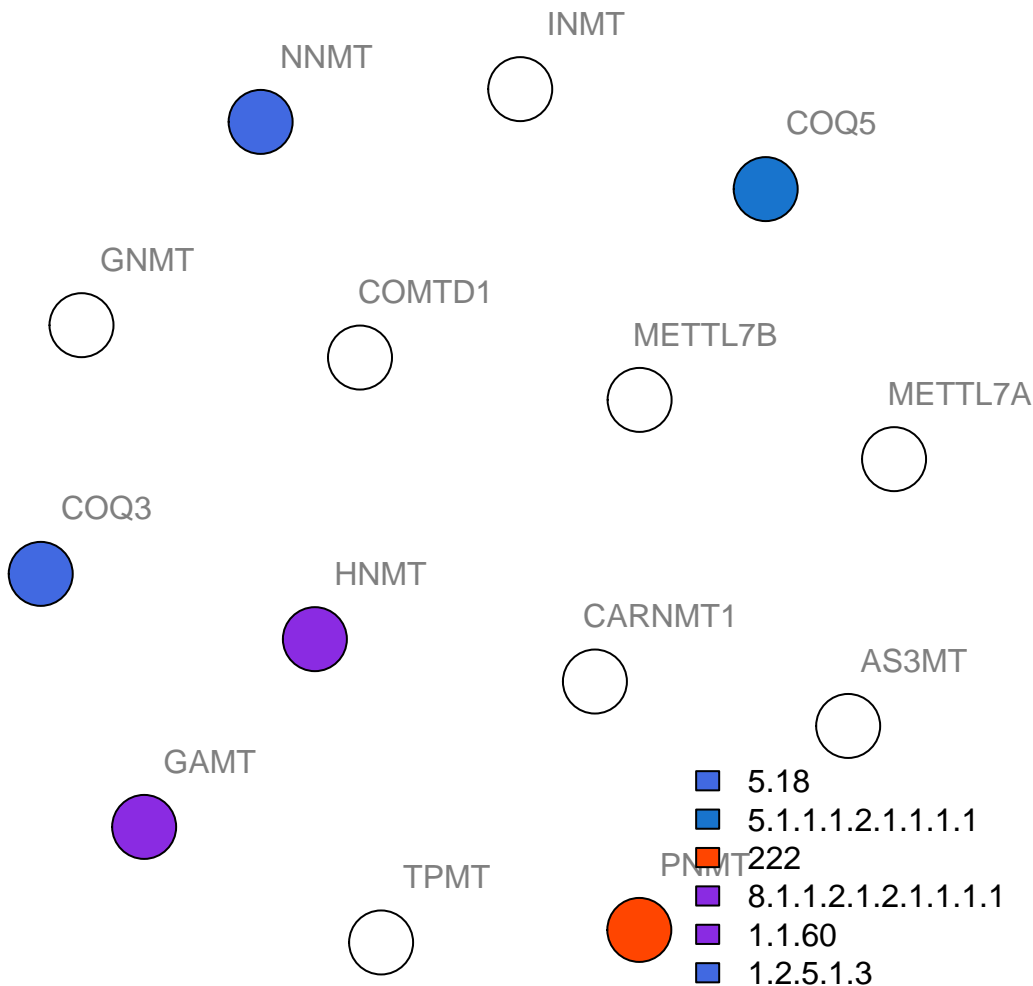 INMT
NNMT
COQ5
GNMT
COMTD1
METTL7B
METTL7A
COQ3
HNMT
CARNMT1
AS3MT
GAMT
5.18
5.1.1.1.2.1.1.1.1
PNMT
222
TPMT
8.1.1.2.1.2.1.1.1.1
1.1.60
1.2.5.1.3